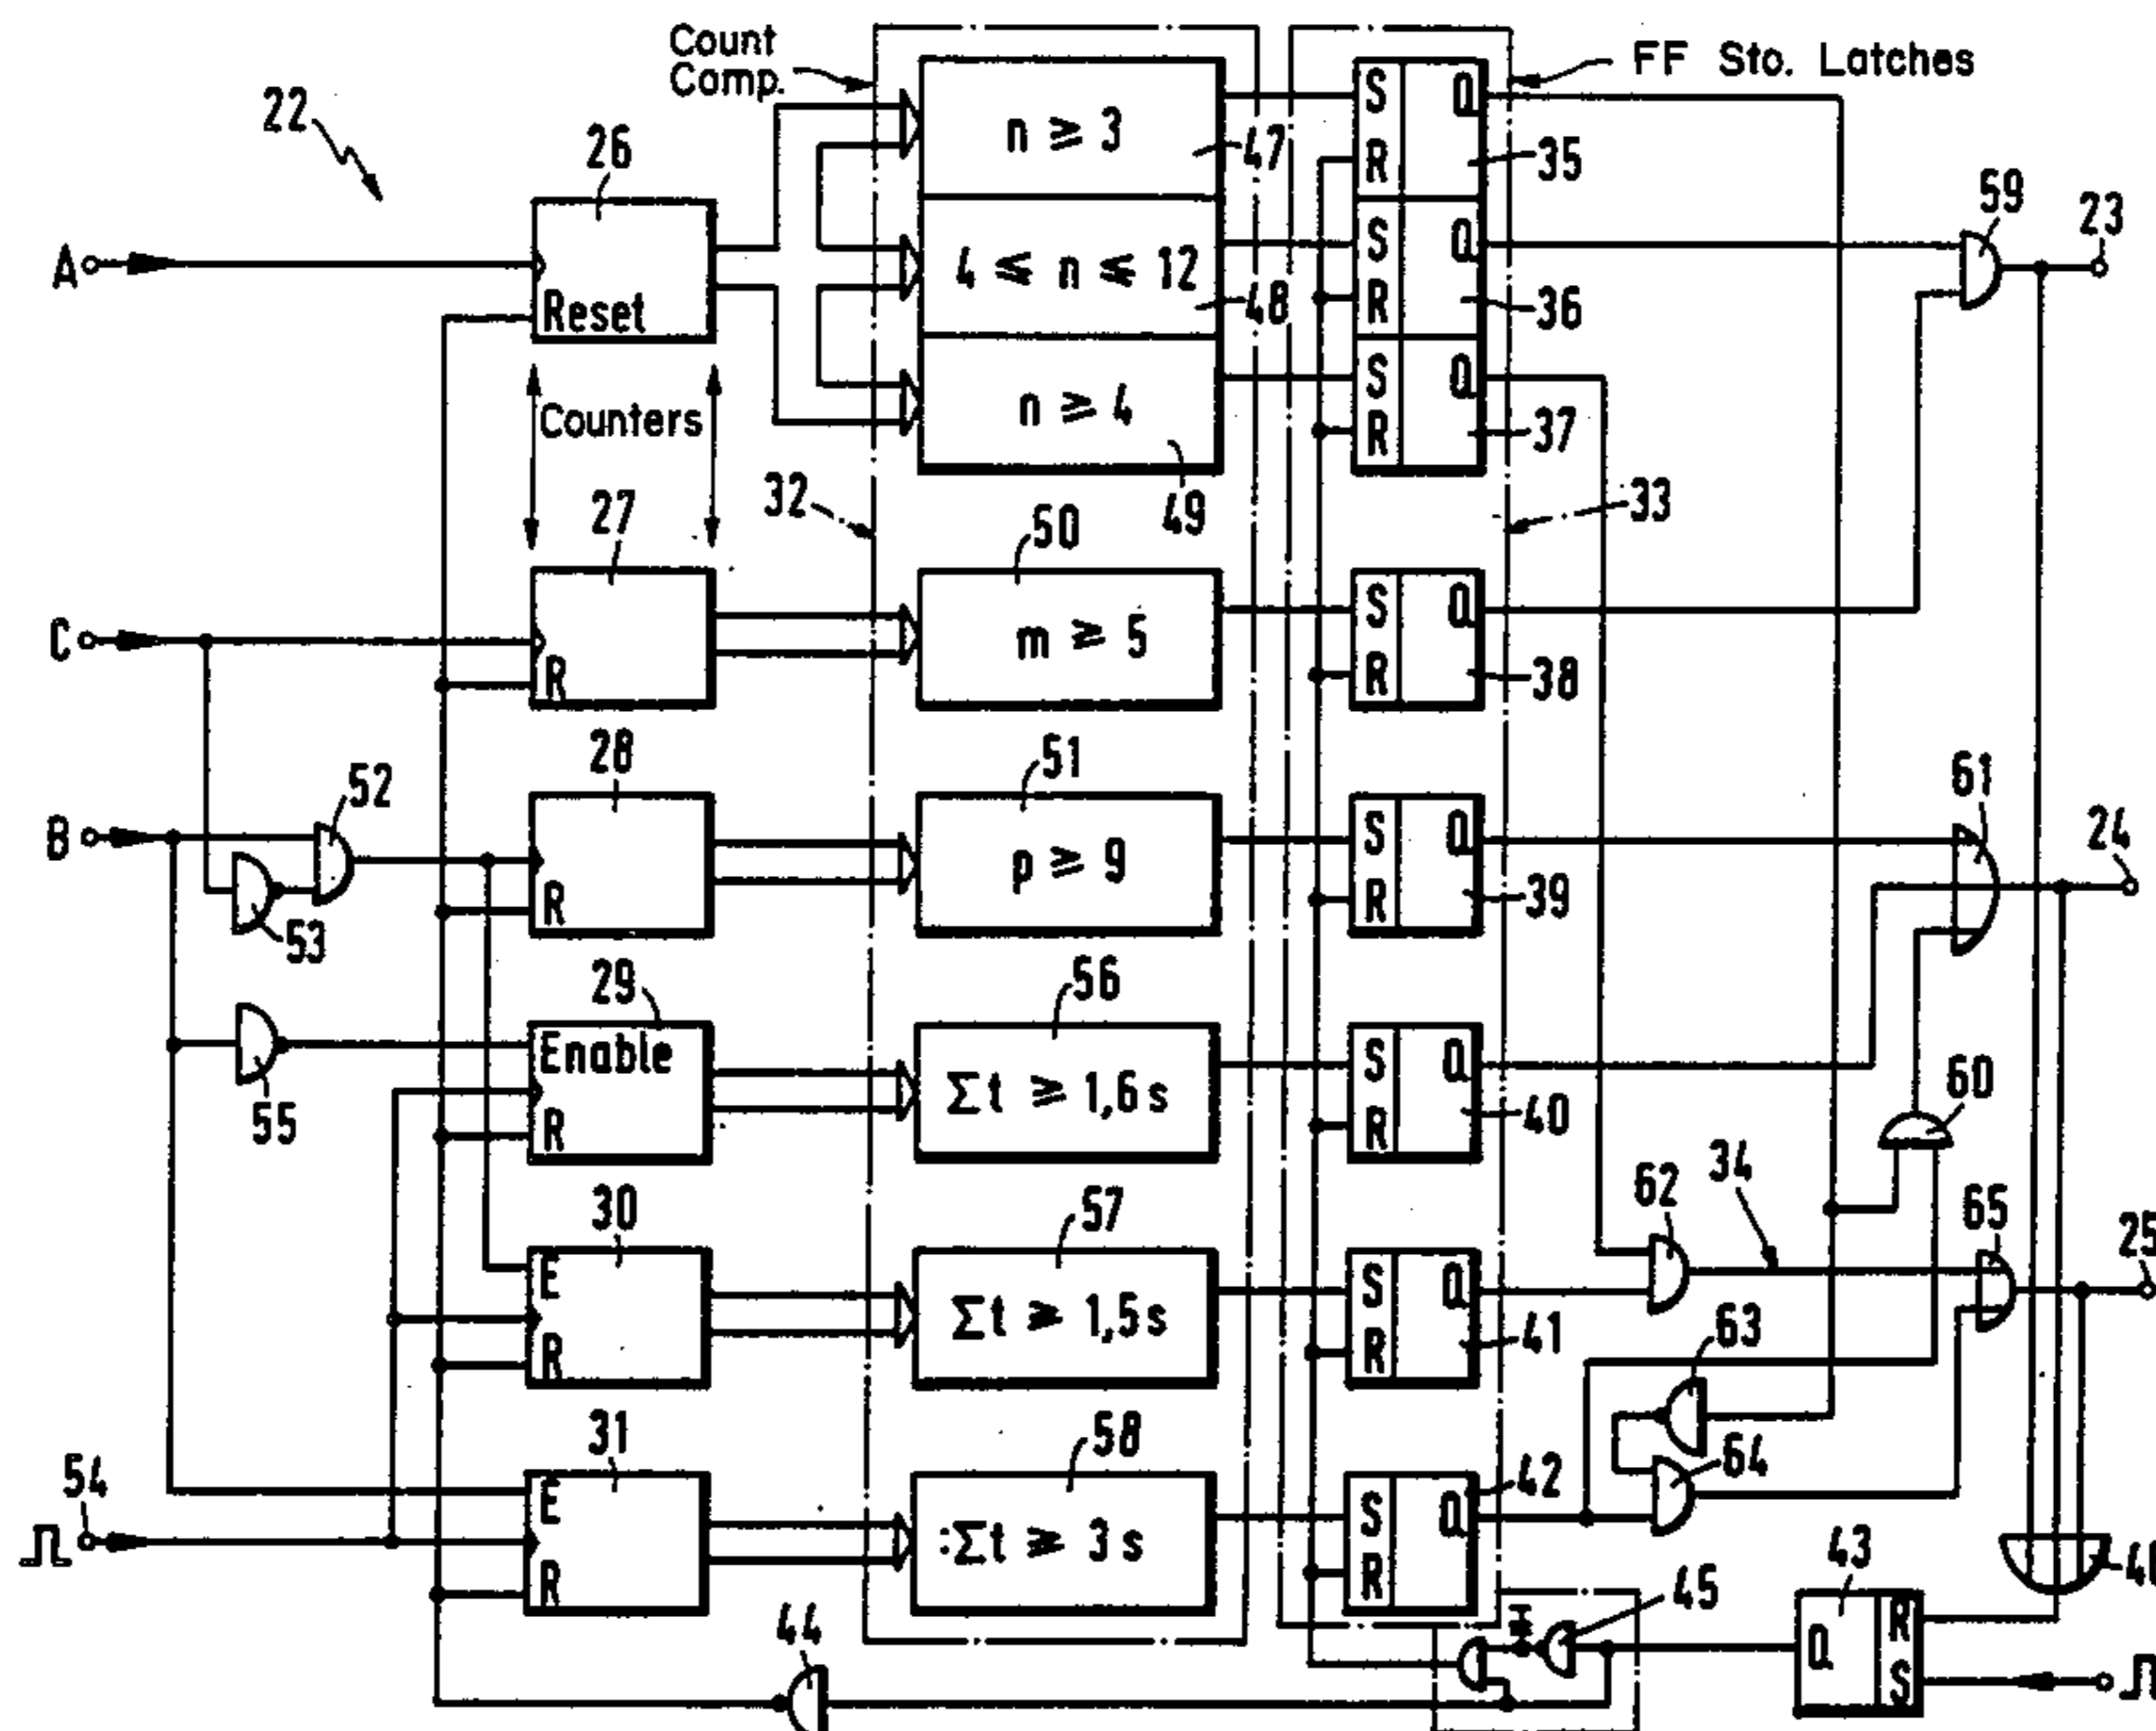 Count
Comp.
FF Sto. Latches
22
26
n ≥ 3
47
S Q
R
35
59
23
A
Reset
4 ≤ n ≤ 12
48
S Q
R
36
Counters
n ≥ 4
49
S Q
R
37
32
33
27
50
C
R
m ≥ 5
S Q
R
38
28
51
61
52
B
53
R
p ≥ 9
S Q
R
39
24
29
56
55
Enable
R
Σt ≥ 1,6 s
S Q
R
40
60
30
57
62
34
65
25
E
R
Σt ≥ 1,5 s
S Q
R
41
63
31
58
42
64
54
E
R
:Σt ≥ 3 s
S Q
R
44
45
43
Q R
S